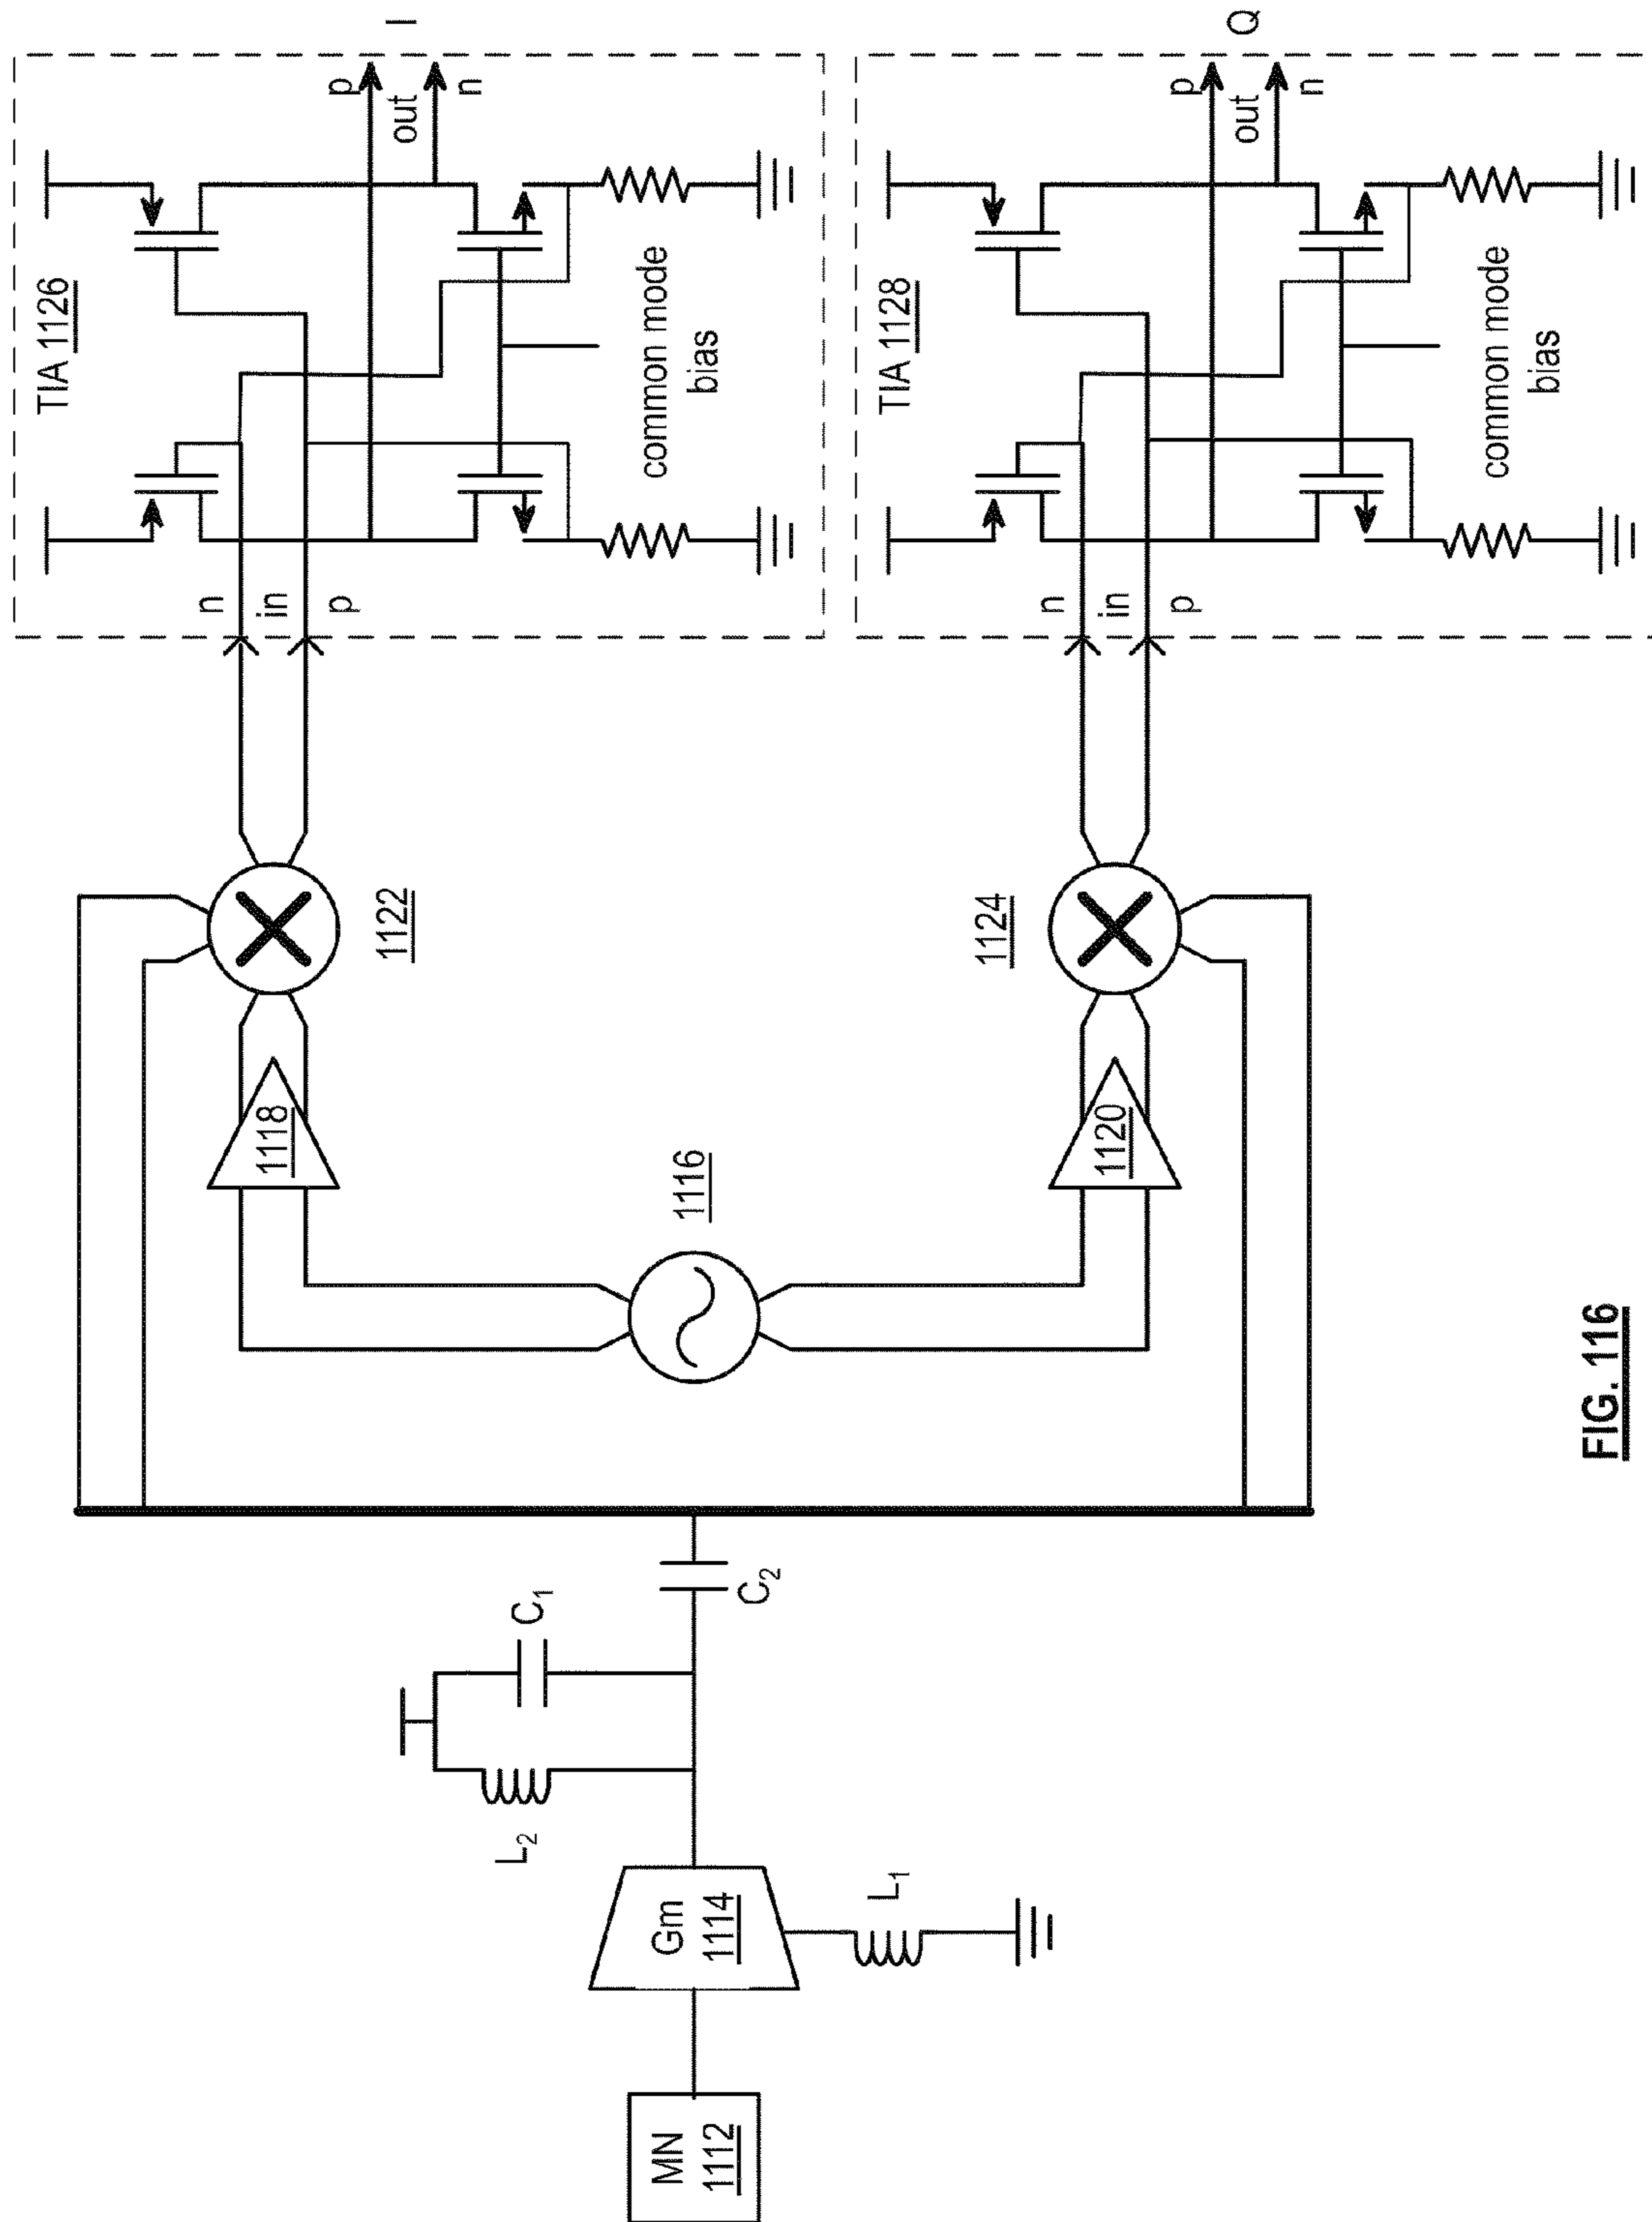 MN
1112
Gm
1114
L1
L2
C1
C2
1116
1118
1120
1122
1124
TIA 1126
n
in
p
p
out
n
I
common mode
bias
TIA 1128
n
in
p
p
out
n
Q
common mode
bias
FIG. 116